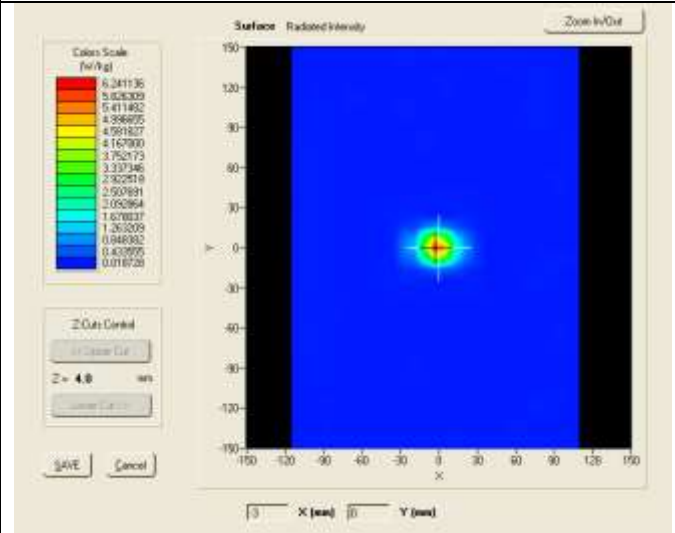 Surface Radiated Intensity
Zoom In/Out
Colors Scale
(W/kg)
6.241136
5.826309
5.411482
4.996655
4.581827
4.167000
3.752173
3.337346
2.922519
2.507691
2.092864
1.678037
1.263209
0.848382
0.433555
0.018728
150
120
90
60
30
0
-30
-60
-90
-120
-150
Y
-150 -120 -90 -60 -30 0 30 60 90 120 150
X
Z Cuts Control
Z = 4.0 mm
SAVE Cancel
X (mm) Y (mm)